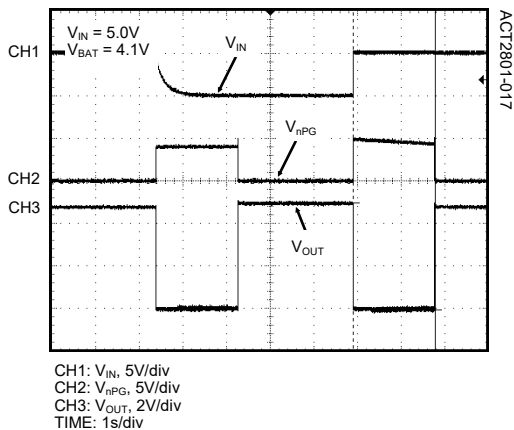 V_IN = 5.0V
V_BAT = 4.1V
CH1
V_IN
V_nPG
CH2
CH3
V_OUT
ACT2801-017
CH1: V_IN, 5V/div
CH2: V_nPG, 5V/div
CH3: V_OUT, 2V/div
TIME: 1s/div